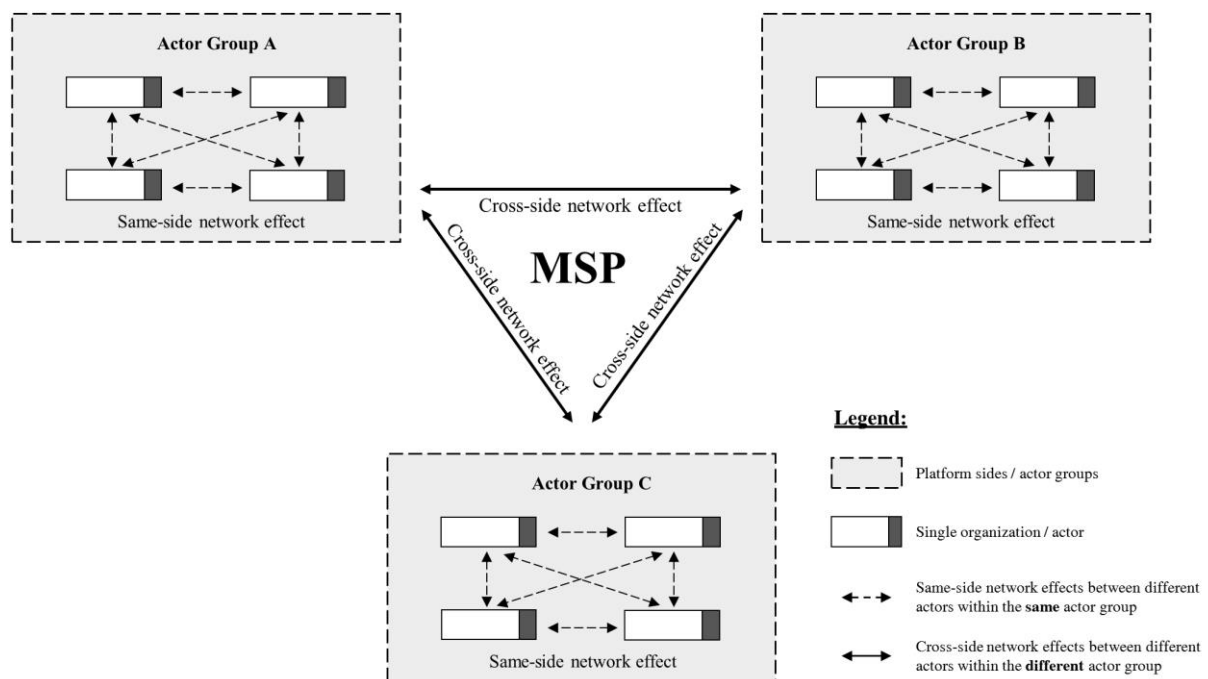 Actor Group A
Same-side network effect
Actor Group B
Same-side network effect
Cross-side network effect
Cross-side network effect
MSP
Cross-side network effect
Actor Group C
Same-side network effect
Legend:
Platform sides / actor groups
Single organization / actor
Same-side network effects between different
actors within the same actor group
Cross-side network effects between different
actors within the different actor group